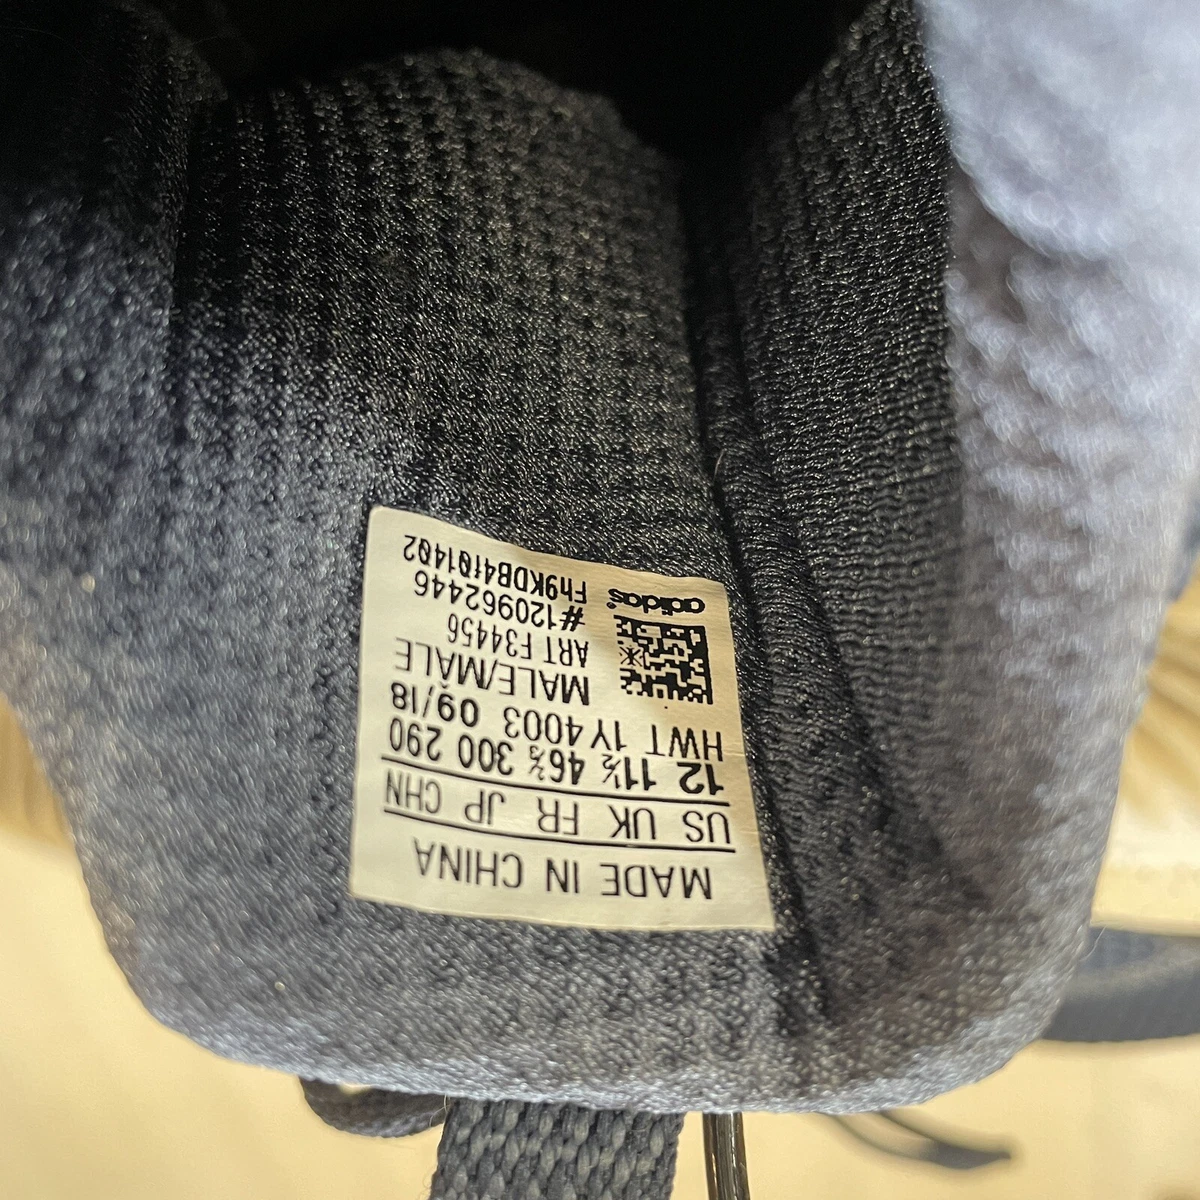 MADE IN CHINA
US UK FR JP CHN
12 11½ 46⅔ 300 290
HWT 1Y4003 09/18
MALE/MALE
ART F34456
#120962446
Fh9KDB4f01402
adidas